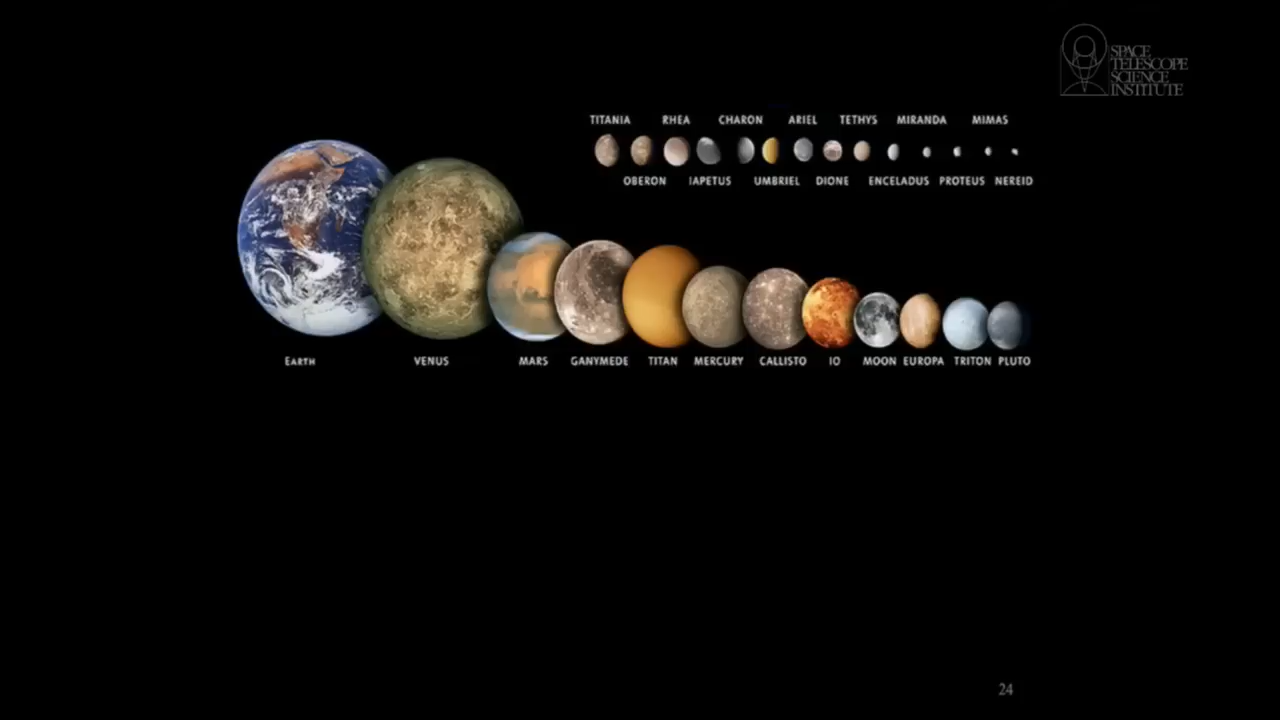 SPACE
TELESCOPE
SCIENCE
INSTITUTE
TITANIA RHEA CHARON ARIEL TETHYS MIRANDA MIMAS
OBERON IAPETUS UMBRIEL DIONE ENCELADUS PROTEUS NEREID
EARTH VENUS MARS GANYMEDE TITAN MERCURY CALLISTO IO MOON EUROPA TRITON PLUTO
24